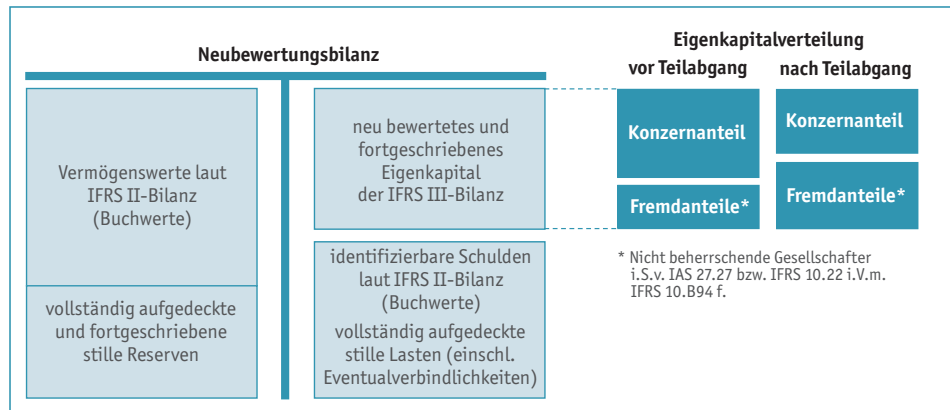 Neubewertungsbilanz
Vermögenswerte laut
IFRS II-Bilanz
(Buchwerte)
vollständig aufgedeckte
und fortgeschriebene
stille Reserven
neu bewertetes und
fortgeschriebenes
Eigenkapital
der IFRS III-Bilanz
identifizierbare Schulden
laut IFRS II-Bilanz
(Buchwerte)
vollständig aufgedeckte
stille Lasten (einschl.
Eventualverbindlichkeiten)
Eigenkapitalverteilung
vor Teilabgang
nach Teilabgang
Konzernanteil
Konzernanteil
Fremdanteile*
Fremdanteile*
* Nicht beherrschende Gesellschafter
i.S.v. IAS 27.27 bzw. IFRS 10.22 i.V.m.
IFRS 10.B94 f.